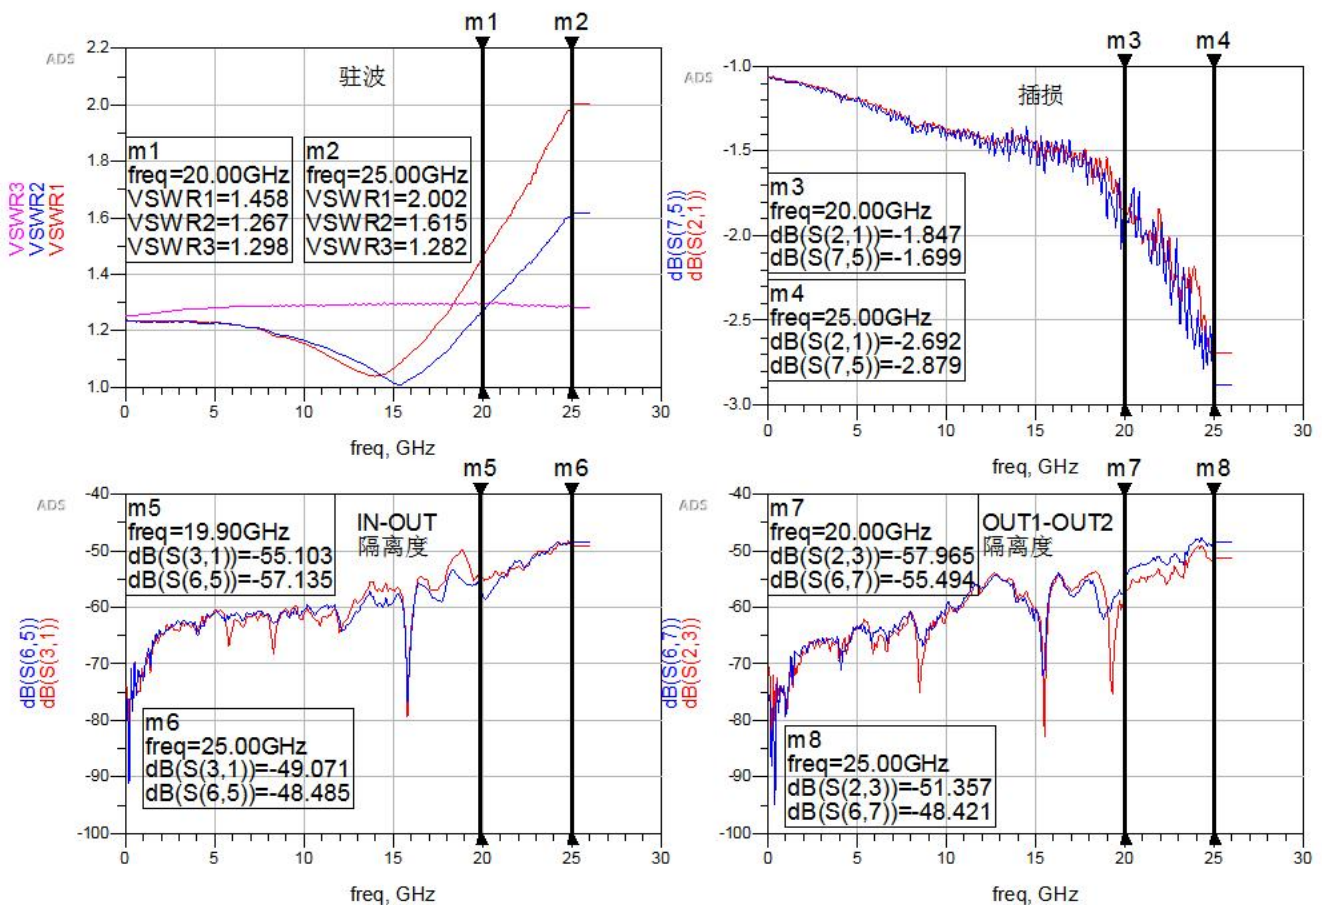 m1
m2
ADS
2.2
2.0
1.8
1.6
1.4
1.2
1.0
驻波
m1
freq=20.00GHz
VSWR1=1.458
VSWR2=1.267
VSWR3=1.298
m2
freq=25.00GHz
VSWR1=2.002
VSWR2=1.615
VSWR3=1.282
VSWR3
VSWR2
VSWR1
0
5
10
15
20
25
30
freq, GHz
m3
m4
ADS
-1.0
-1.5
-2.0
-2.5
-3.0
插损
m3
freq=20.00GHz
dB(S(2,1))=-1.847
dB(S(7,5))=-1.699
m4
freq=25.00GHz
dB(S(2,1))=-2.692
dB(S(7,5))=-2.879
dB(S(7,5))
dB(S(2,1))
0
5
10
15
20
25
30
freq, GHz
m5
m6
ADS
-40
-50
-60
-70
-80
-90
-100
m5
freq=19.90GHz
dB(S(3,1))=-55.103
dB(S(6,5))=-57.135
IN-OUT
隔离度
m6
freq=25.00GHz
dB(S(3,1))=-49.071
dB(S(6,5))=-48.485
dB(S(6,5))
dB(S(3,1))
0
5
10
15
20
25
30
freq, GHz
m7
m8
ADS
-40
-50
-60
-70
-80
-90
-100
m7
freq=20.00GHz
dB(S(2,3))=-57.965
dB(S(6,7))=-55.494
OUT1-OUT2
隔离度
m8
freq=25.00GHz
dB(S(2,3))=-51.357
dB(S(6,7))=-48.421
dB(S(6,7))
dB(S(2,3))
0
5
10
15
20
25
30
freq, GHz